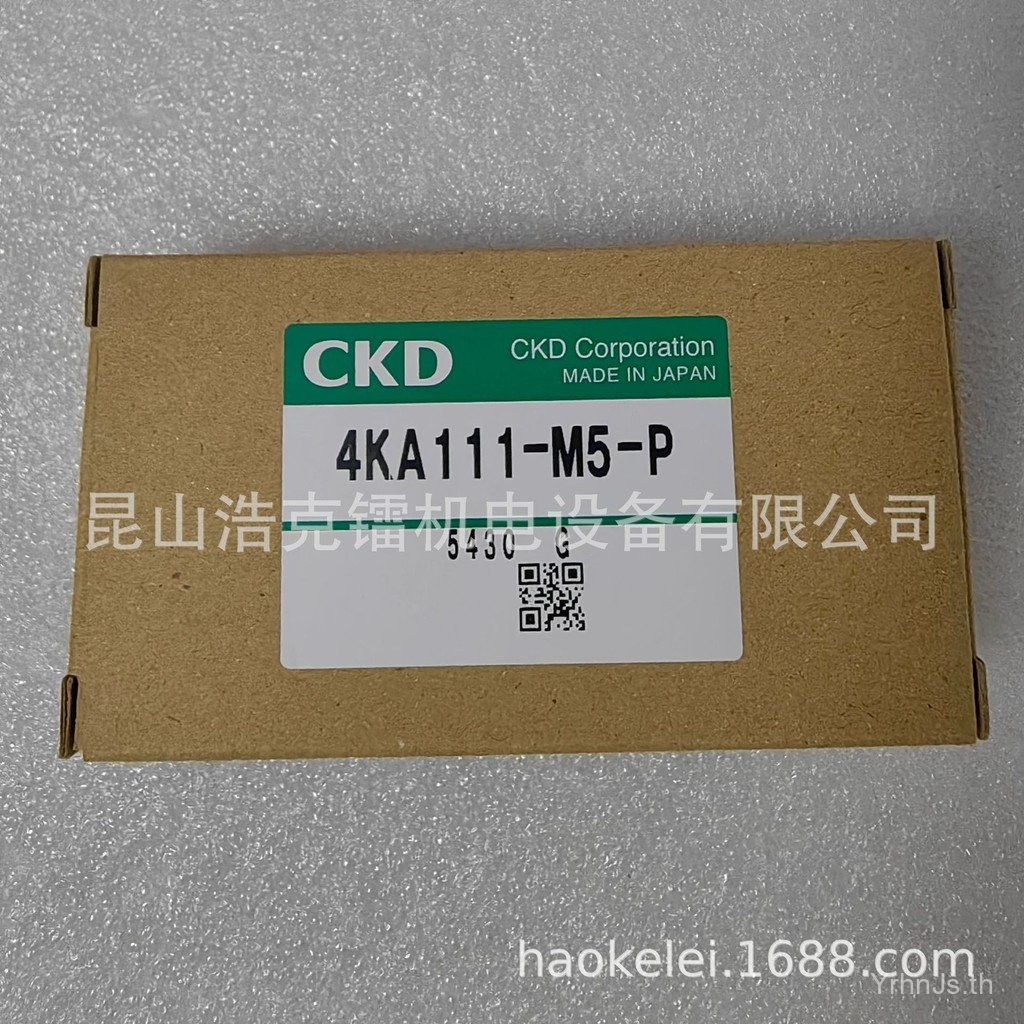 CKD
CKD Corporation
MADE IN JAPAN
4KA111-M5-P
昆山浩克镭机电设备有限公司
5430 G
haokelei.1688.com
YrhnJs.th